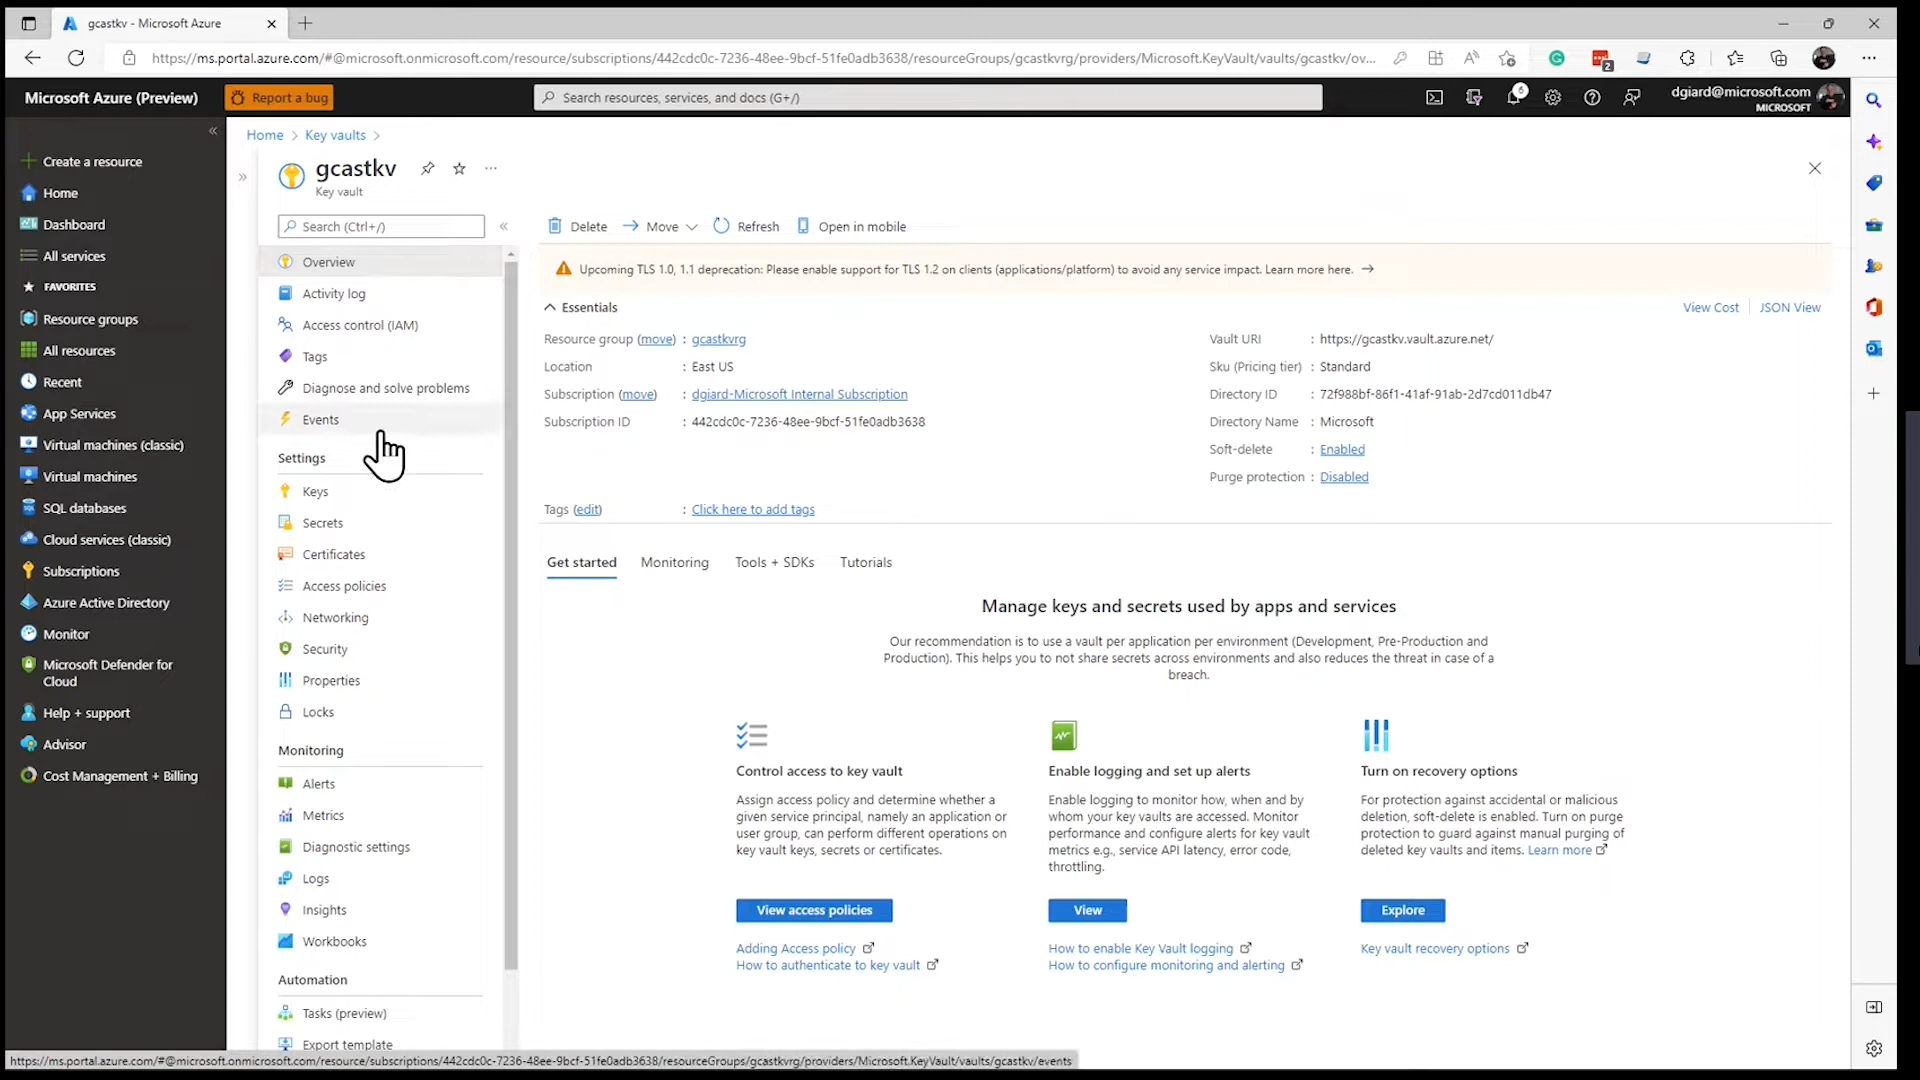 gcastkv - Microsoft Azure
https://ms.portal.azure.com/#@microsoft.onmicrosoft.com/resource/subscriptions/442cdc0c-7236-48ee-9bcf-51fe0adb3638/resourceGroups/gcastkvrg/providers/Microsoft.KeyVault/vaults/gcastkv/ov...
2
Microsoft Azure (Preview)
Report a bug
Search resources, services, and docs (G+/)
6
dgiard@microsoft.com
MICROSOFT
Create a resource
Home
Dashboard
All services
FAVORITES
Resource groups
All resources
Recent
App Services
Virtual machines (classic)
Virtual machines
SQL databases
Cloud services (classic)
Subscriptions
Azure Active Directory
Monitor
Microsoft Defender for
Cloud
Help + support
Advisor
Cost Management + Billing
Home > Key vaults >
gcastkv
Key vault
Search (Ctrl+/)
Overview
Activity log
Access control (IAM)
Tags
Diagnose and solve problems
Events
Settings
Keys
Secrets
Certificates
Access policies
Networking
Security
Properties
Locks
Monitoring
Alerts
Metrics
Diagnostic settings
Logs
Insights
Workbooks
Automation
Tasks (preview)
Export template
Delete
Move
Refresh
Open in mobile
Upcoming TLS 1.0, 1.1 deprecation: Please enable support for TLS 1.2 on clients (applications/platform) to avoid any service impact. Learn more here.
Essentials
View Cost
JSON View
Resource group (move) : gcastkvrg
Location : East US
Subscription (move) : dgiard-Microsoft Internal Subscription
Subscription ID : 442cdc0c-7236-48ee-9bcf-51fe0adb3638
Vault URI : https://gcastkv.vault.azure.net/
Sku (Pricing tier) : Standard
Directory ID : 72f988bf-86f1-41af-91ab-2d7cd011db47
Directory Name : Microsoft
Soft-delete : Enabled
Purge protection : Disabled
Tags (edit) : Click here to add tags
Get started
Monitoring
Tools + SDKs
Tutorials
Manage keys and secrets used by apps and services
Our recommendation is to use a vault per application per environment (Development, Pre-Production and
Production). This helps you to not share secrets across environments and also reduces the threat in case of a
breach.
Control access to key vault
Assign access policy and determine whether a
given service principal, namely an application or
user group, can perform different operations on
key vault keys, secrets or certificates.
View access policies
Adding Access policy
How to authenticate to key vault
Enable logging and set up alerts
Enable logging to monitor how, when and by
whom your key vaults are accessed. Monitor
performance and configure alerts for key vault
metrics e.g., service API latency, error code,
throttling.
View
How to enable Key Vault logging
How to configure monitoring and alerting
Turn on recovery options
For protection against accidental or malicious
deletion, soft-delete is enabled. Turn on purge
protection to guard against manual purging of
deleted key vaults and items. Learn more
Explore
Key vault recovery options
https://ms.portal.azure.com/#@microsoft.onmicrosoft.com/resource/subscriptions/442cdc0c-7236-48ee-9bcf-51fe0adb3638/resourceGroups/gcastkvrg/providers/Microsoft.KeyVault/vaults/gcastkv/events